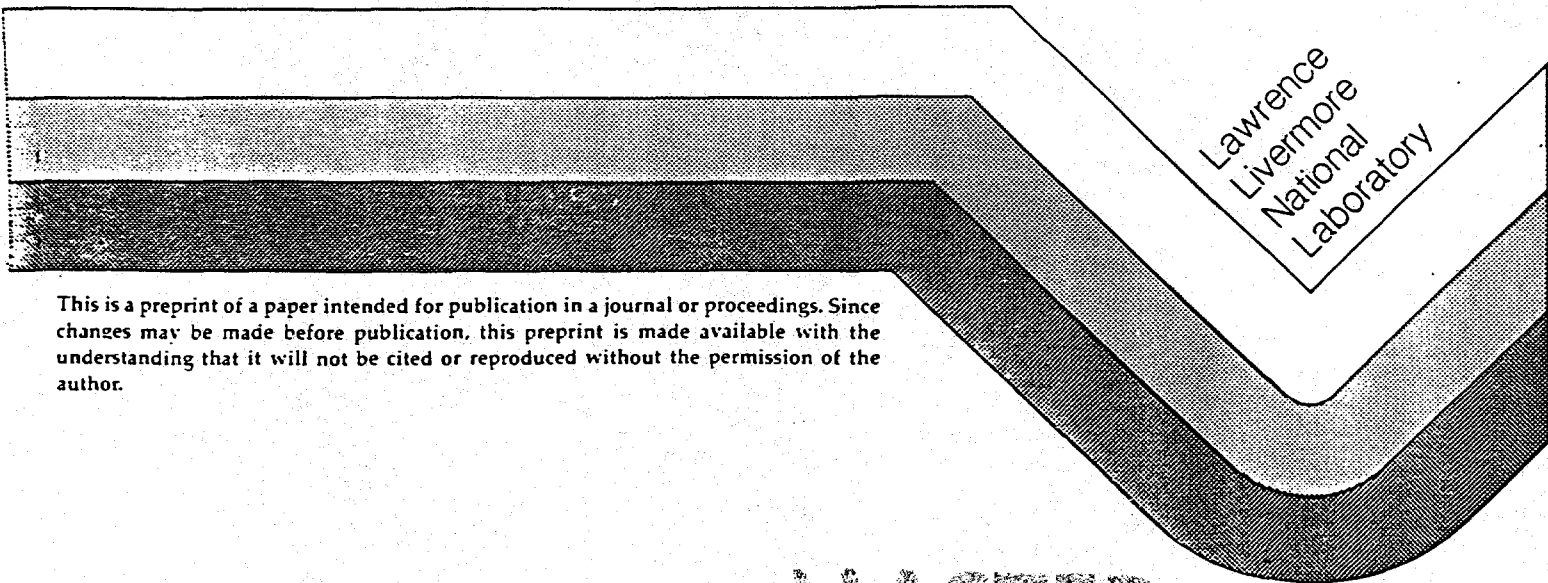 Lawrence
Livermore
National
Laboratory
This is a preprint of a paper intended for publication in a journal or proceedings. Since
changes may be made before publication, this preprint is made available with the
understanding that it will not be cited or reproduced without the permission of the
author.